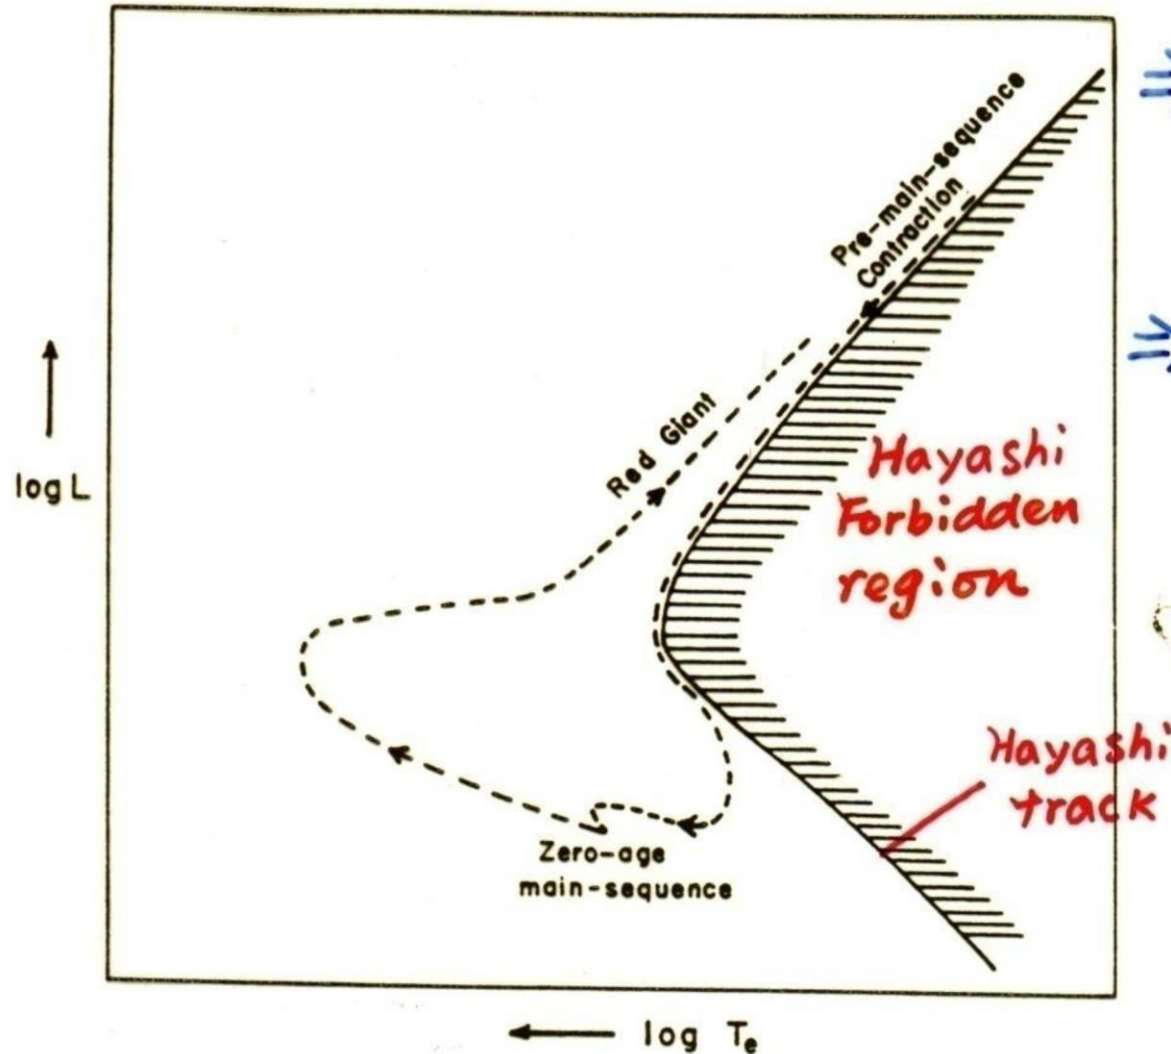 Pre-main-sequence
Contraction
Red Giant
log L
Hayashi
Forbidden
region
Hayashi
track
Zero-age
main-sequence
log Te